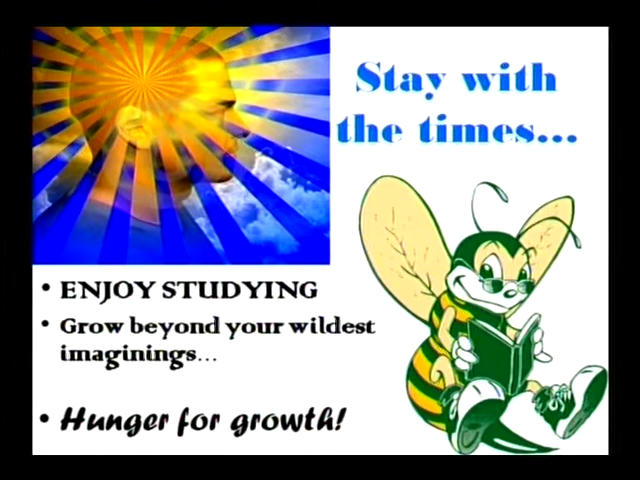 Stay with
the times...
• ENJOY STUDYING
• Grow beyond your wildest
imaginings...
• Hunger for growth!